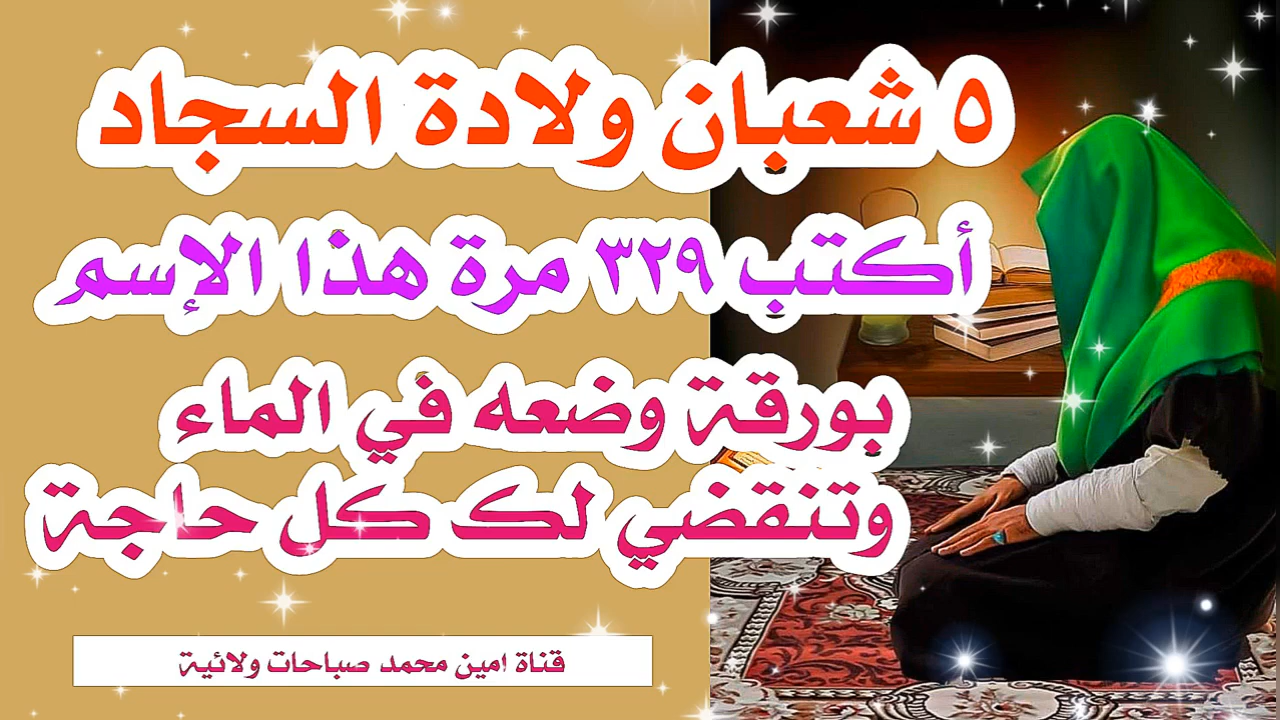 ٥ شعبان ولادة السجاد
أكتب ٣٢٩ مرة هذا الإسم
بورقة وضعه في الماء
وتنقضي لك كل حاجة
قناة امين محمد صباحات ولائية